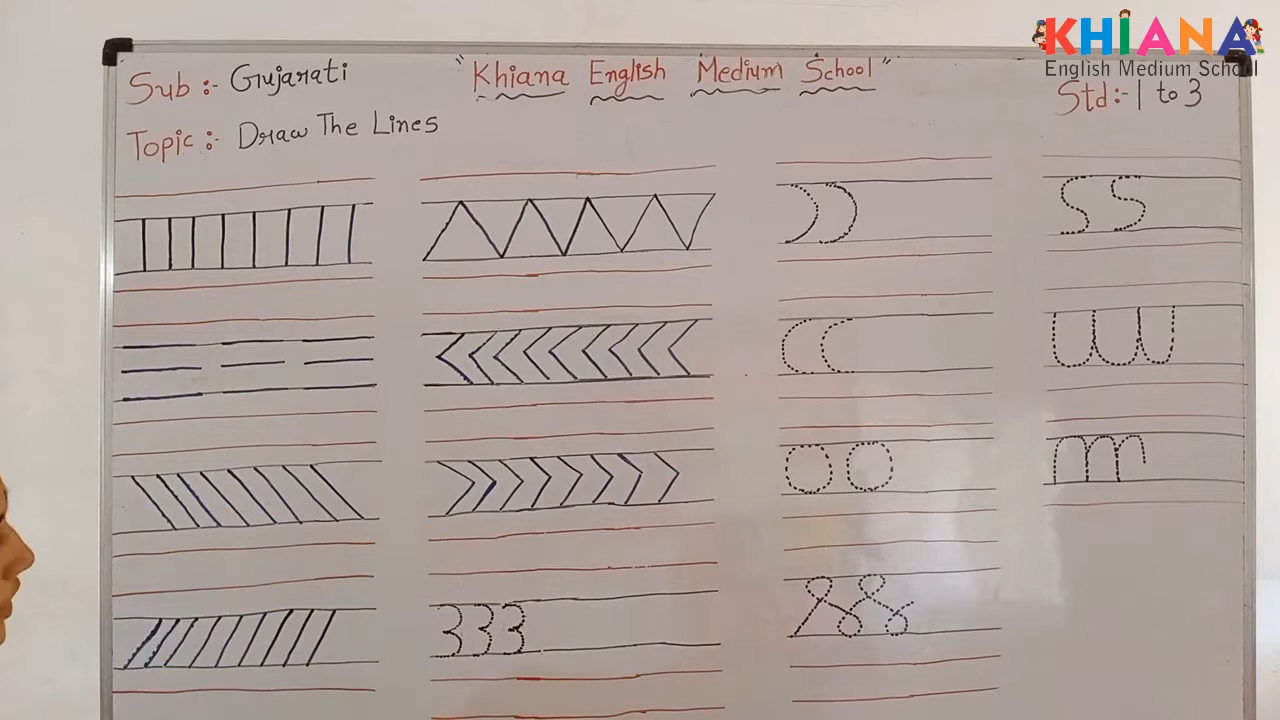 KHIANA
English Medium School
Sub :- Gujarati
"Khiana English Medium School"
Std :- 1 to 3
Topic :- Draw The Lines
333
SS